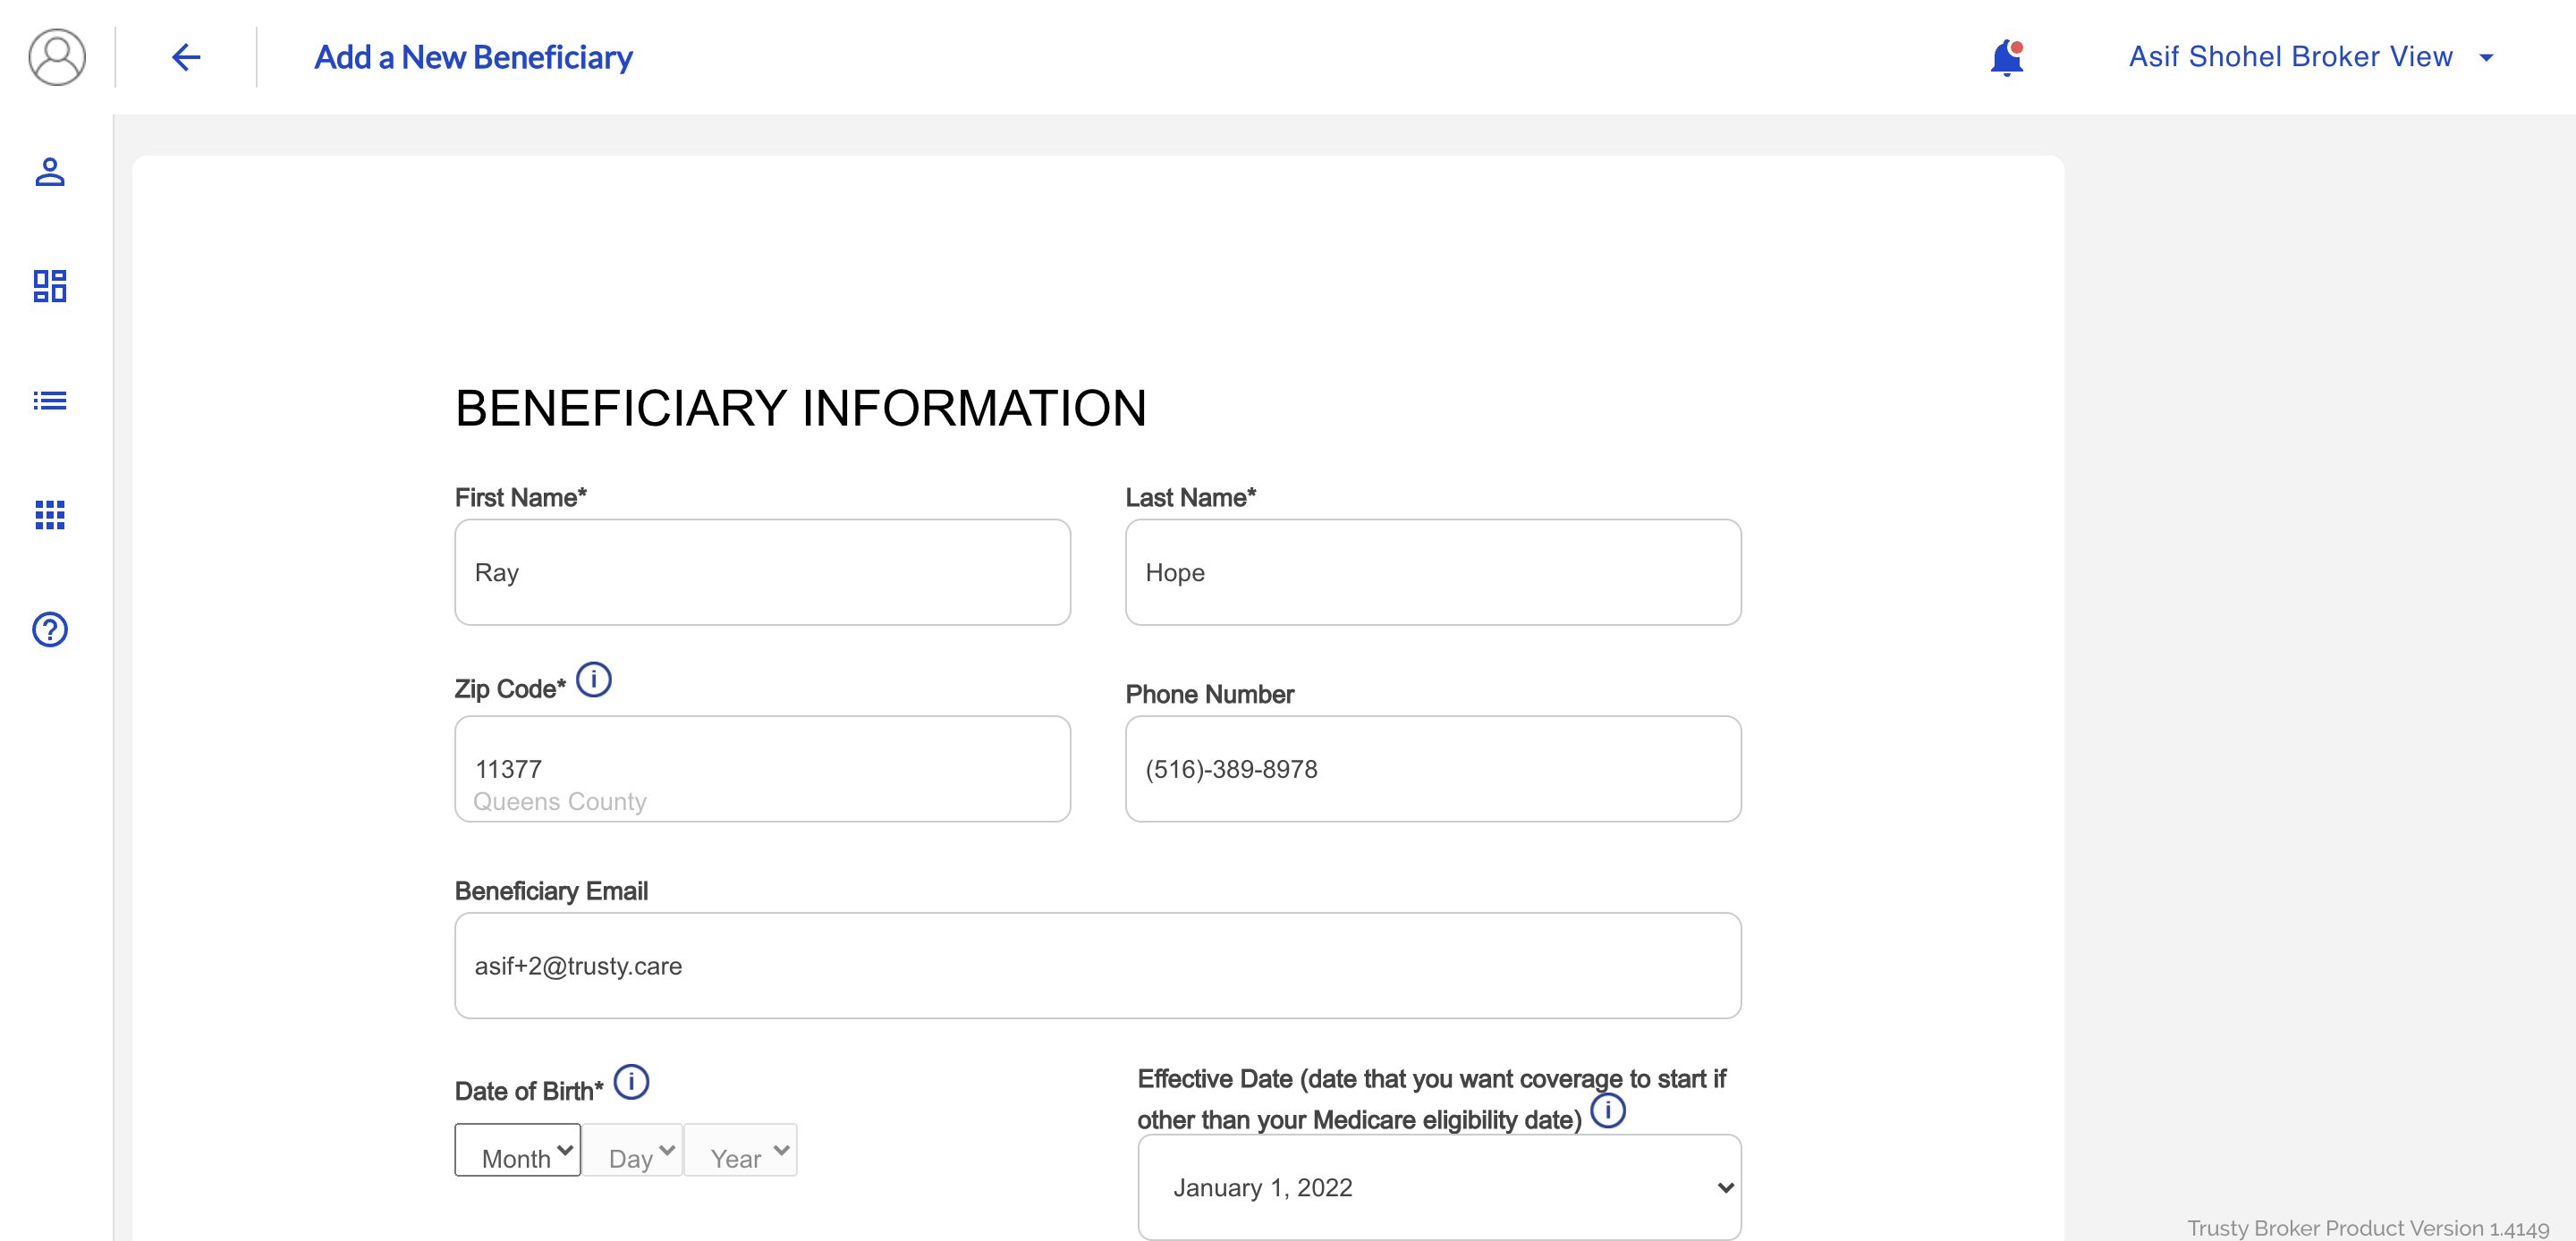 Add a New Beneficiary
Asif Shohel Broker View
BENEFICIARY INFORMATION
First Name*
Last Name*
Ray
Hope
Zip Code*
Phone Number
11377
Queens County
(516)-389-8978
Beneficiary Email
asif+2@trusty.care
Date of Birth*
Effective Date (date that you want coverage to start if
other than your Medicare eligibility date)
Month
Day
Year
January 1, 2022
Trusty Broker Product Version 1.4149